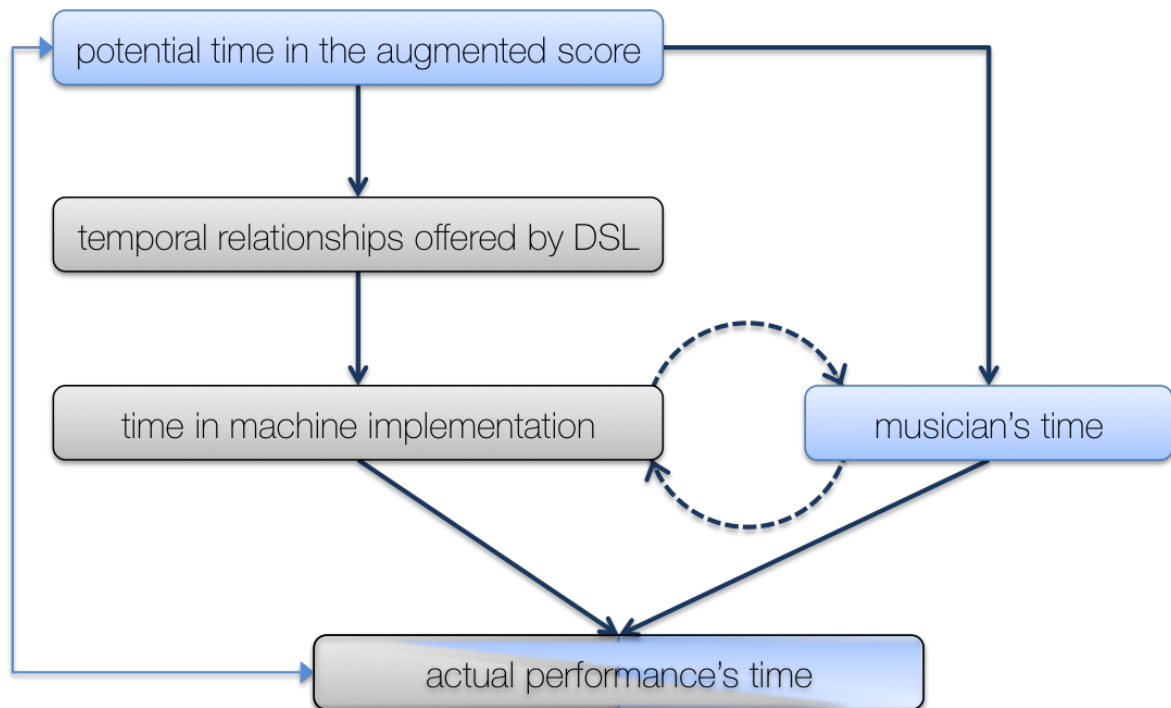 potential time in the augmented score
temporal relationships offered by DSL
time in machine implementation
musician’s time
actual performance’s time